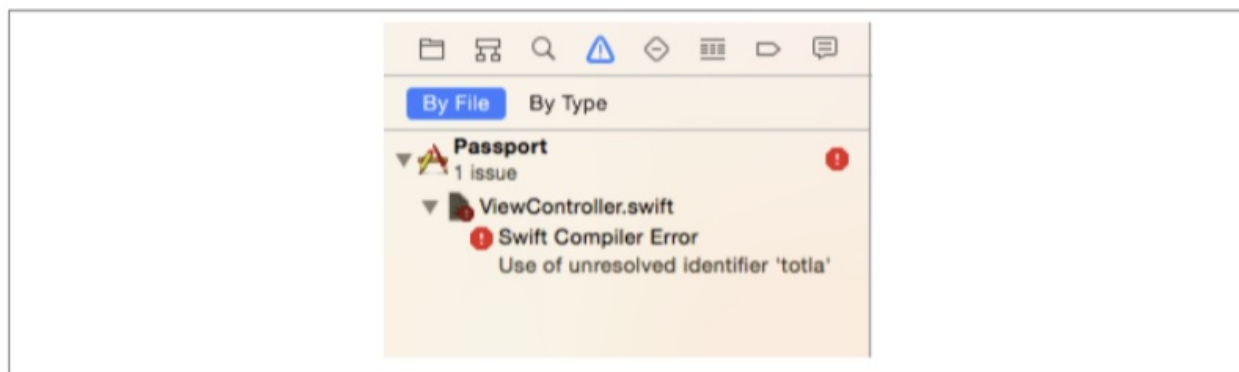 By File By Type
Passport
1 issue
ViewController.swift
Swift Compiler Error
Use of unresolved identifier 'totla'